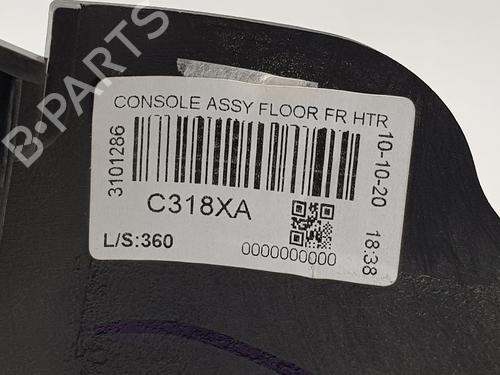 B-PARTS
CONSOLE ASSY FLOOR FR HTR
3101286
C318XA
L/S:360
0000000000
10-10-20 18:38